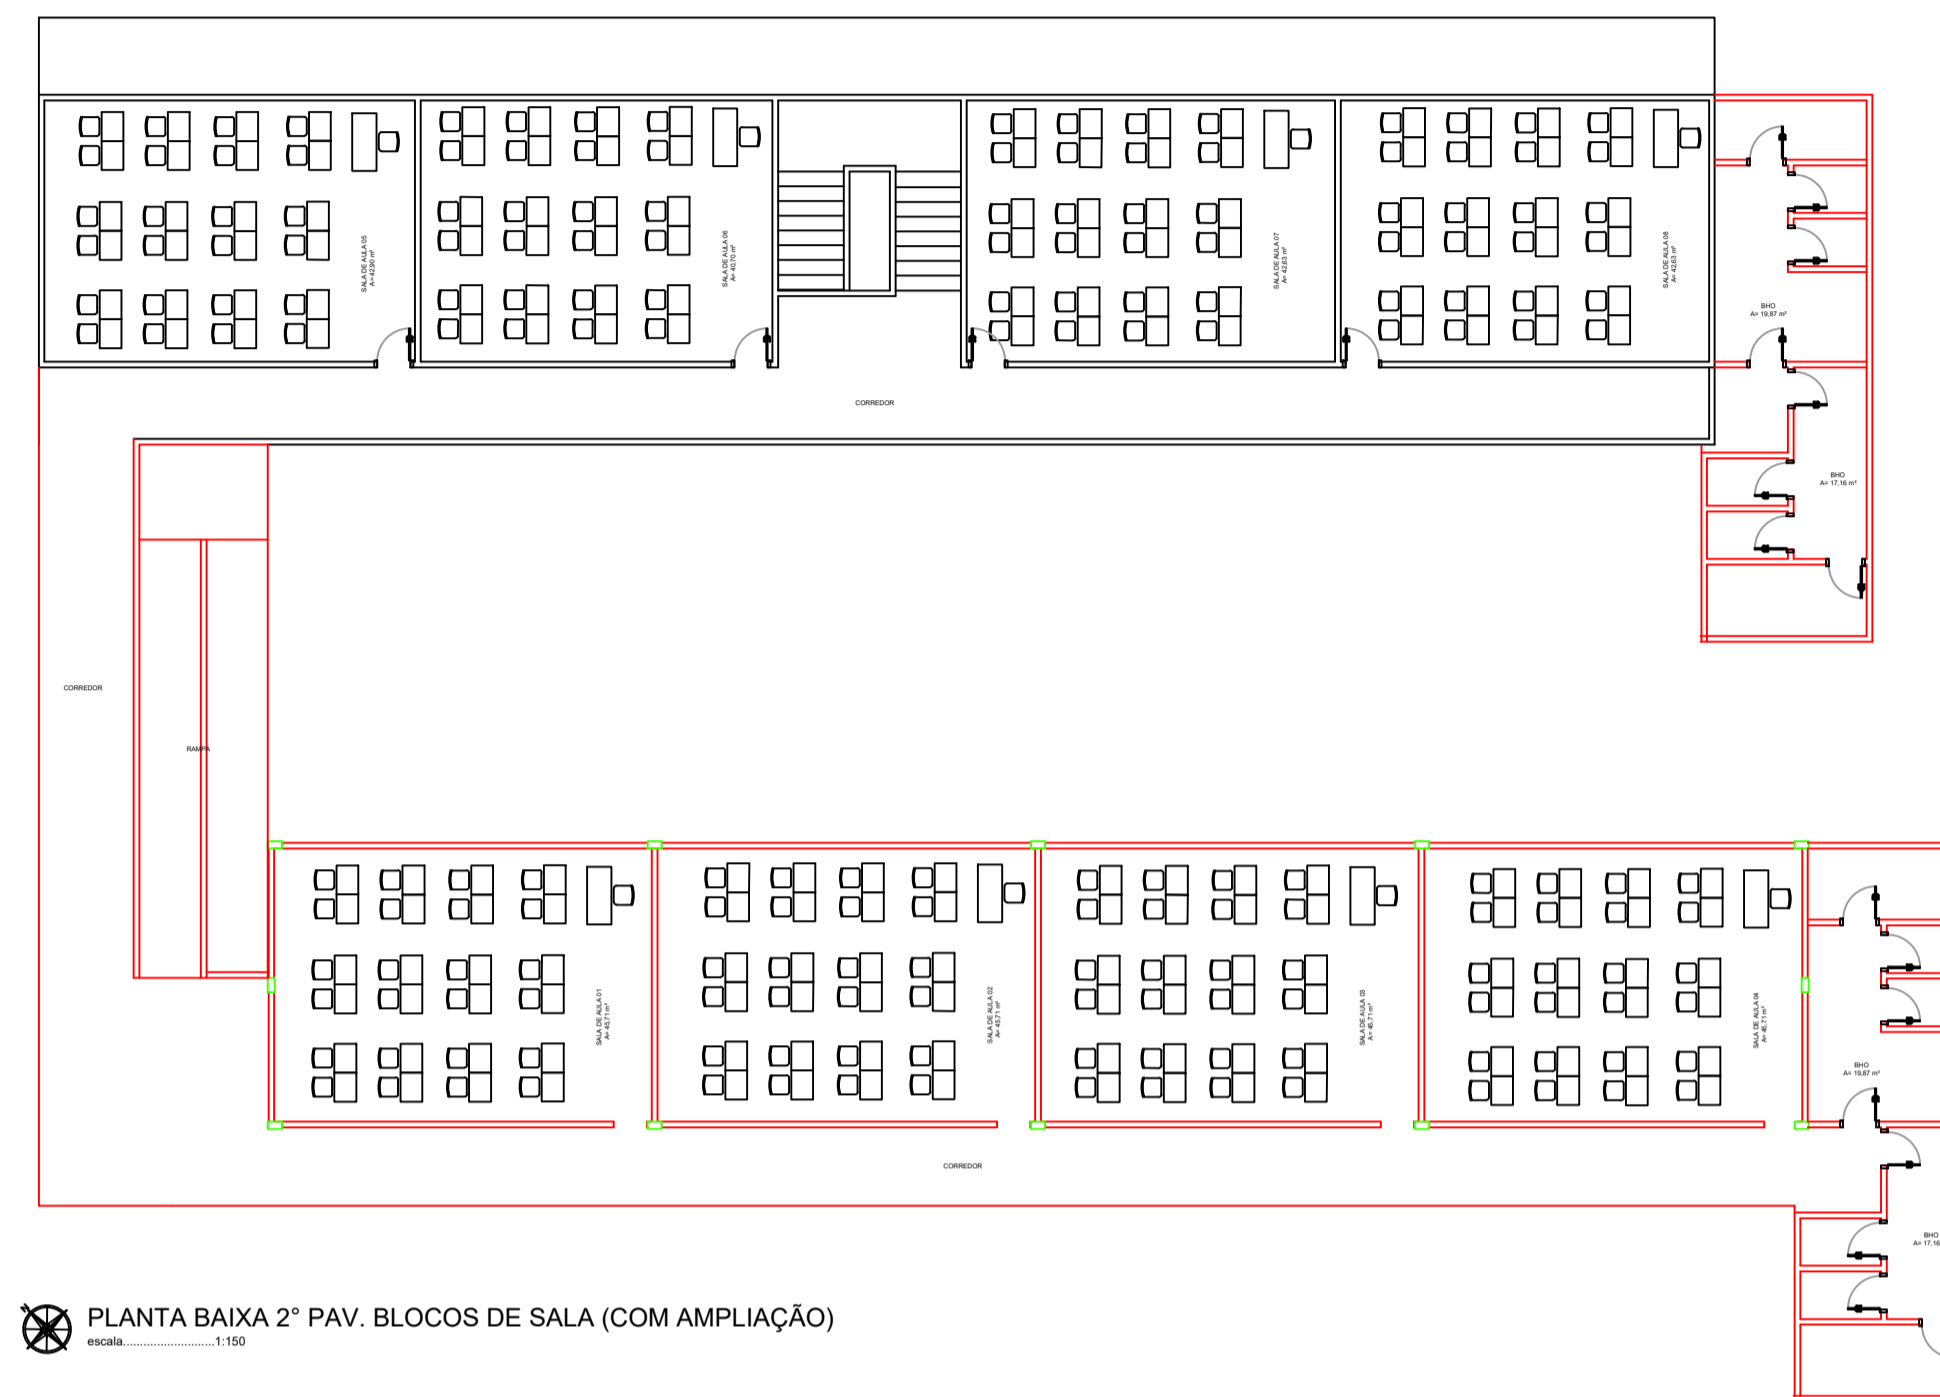 SALA DE AULA 05
A= 42,90 m²
SALA DE AULA 06
A= 40,70 m²
SALA DE AULA 07
A= 42,63 m²
SALA DE AULA 08
A= 42,63 m²
BHO
A= 19,87 m²
CORREDOR
BHO
A= 17,16 m²
CORREDOR
RAMPA
SALA DE AULA 01
A= 45,71 m²
SALA DE AULA 02
A= 45,71 m²
SALA DE AULA 03
A= 45,71 m²
SALA DE AULA 04
A= 45,71 m²
BHO
A= 19,87 m²
CORREDOR
BHO
A= 17,16
N
PLANTA BAIXA 2° PAV. BLOCOS DE SALA (COM AMPLIAÇÃO)
escala...........................1:150